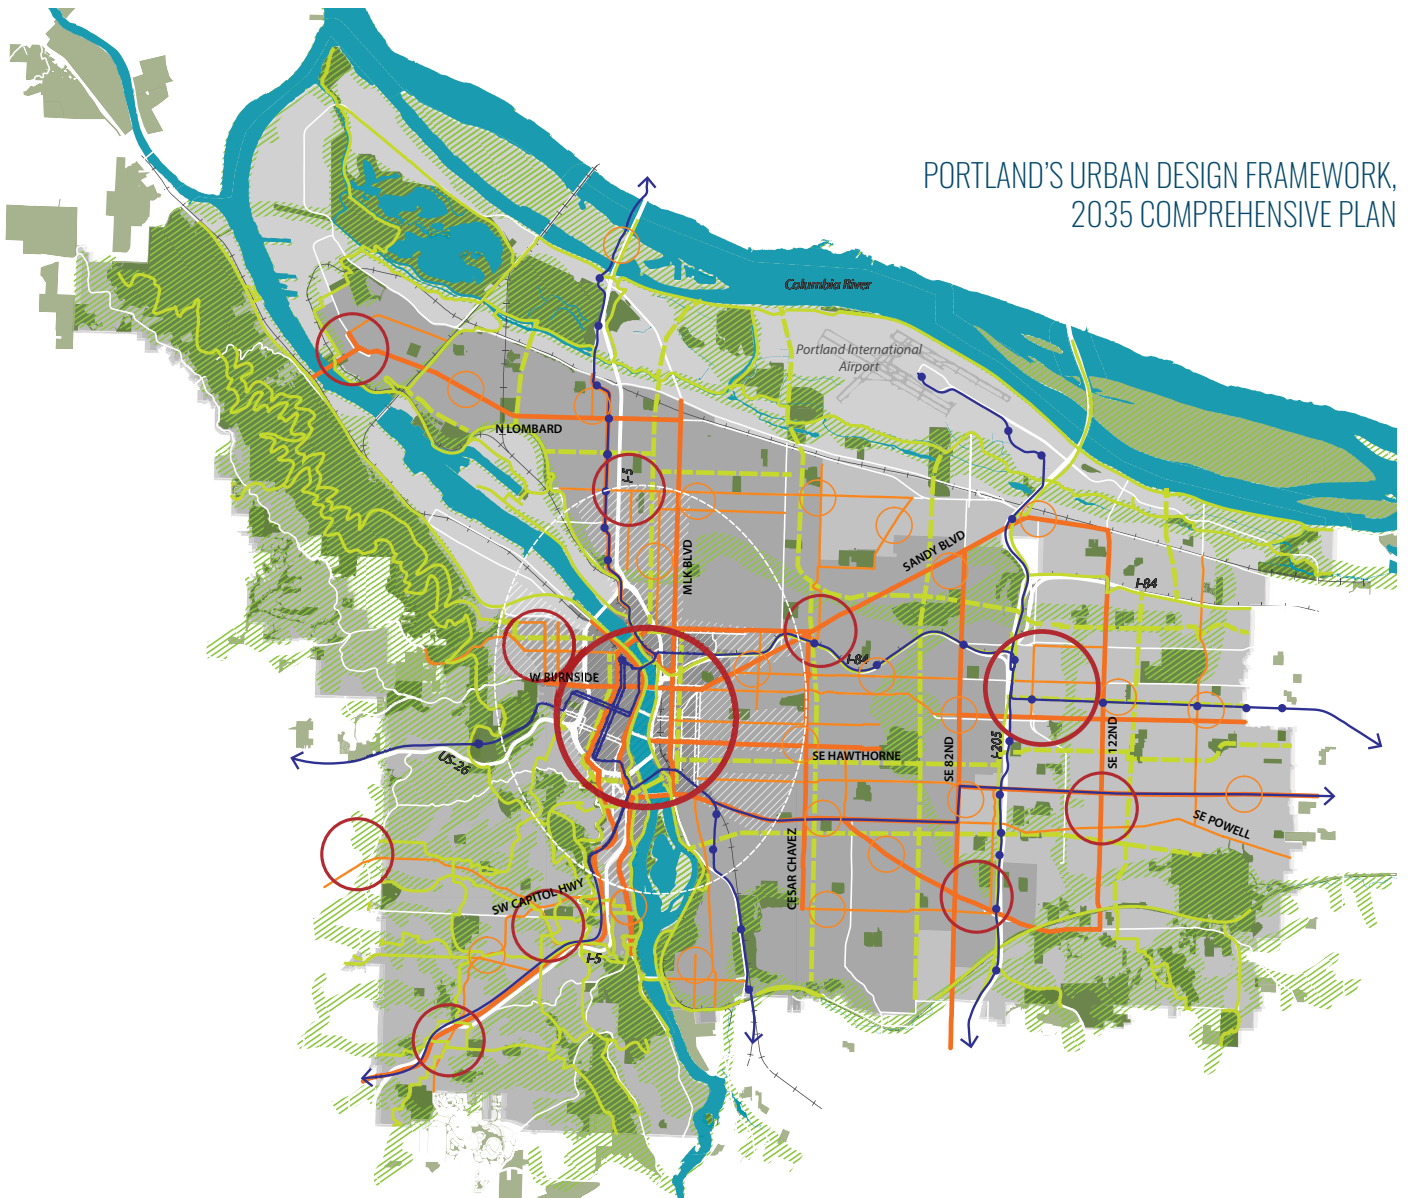 PORTLAND'S URBAN DESIGN FRAMEWORK,
2035 COMPREHENSIVE PLAN
Columbia River
Portland International
Airport
N LOMBARD
I-5
MLK BLVD
SANDY BLVD
I-84
I-84
W BURNSIDE
US-26
SE HAWTHORNE
SE 82ND
I-205
SE 122ND
SE POWELL
CESAR CHAVEZ
SW CAPITOL HWY
I-5